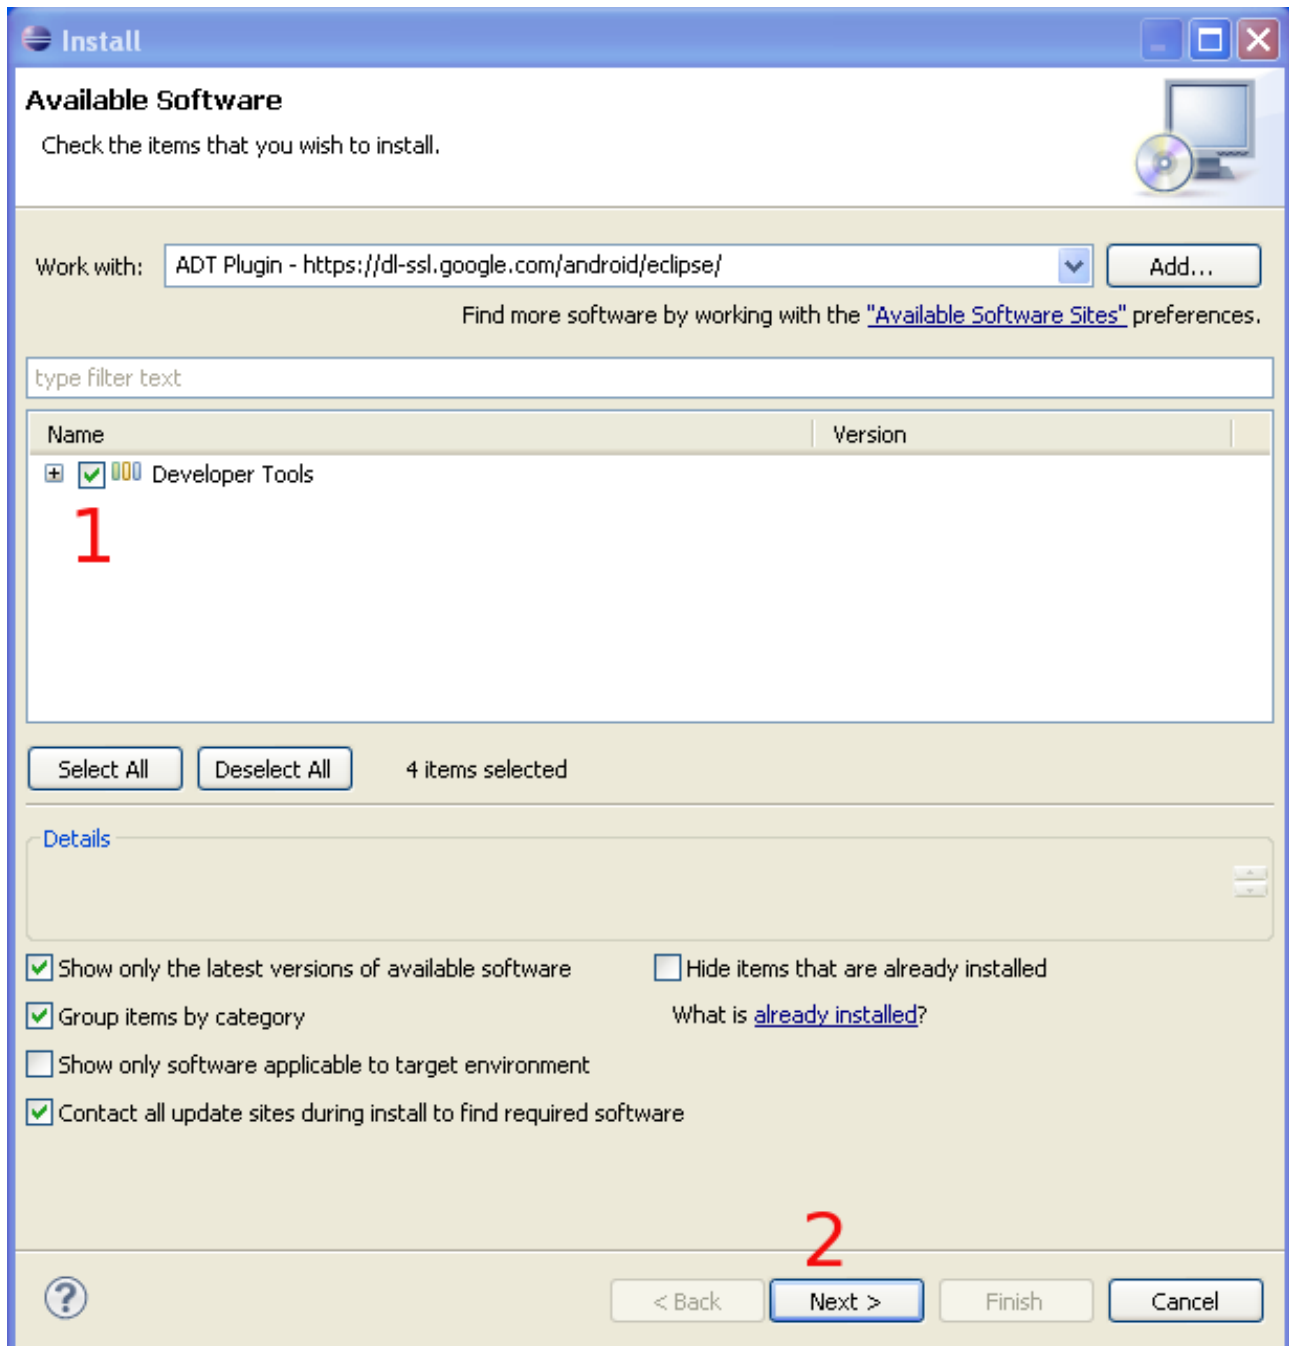 Install
Available Software
Check the items that you wish to install.
Work with: ADT Plugin - https://dl-ssl.google.com/android/eclipse/ Add...
Find more software by working with the "Available Software Sites" preferences.
type filter text
Name Version
Developer Tools
1
Select All Deselect All 4 items selected
Details
Show only the latest versions of available software Hide items that are already installed
Group items by category What is already installed?
Show only software applicable to target environment
Contact all update sites during install to find required software
2
? < Back Next > Finish Cancel